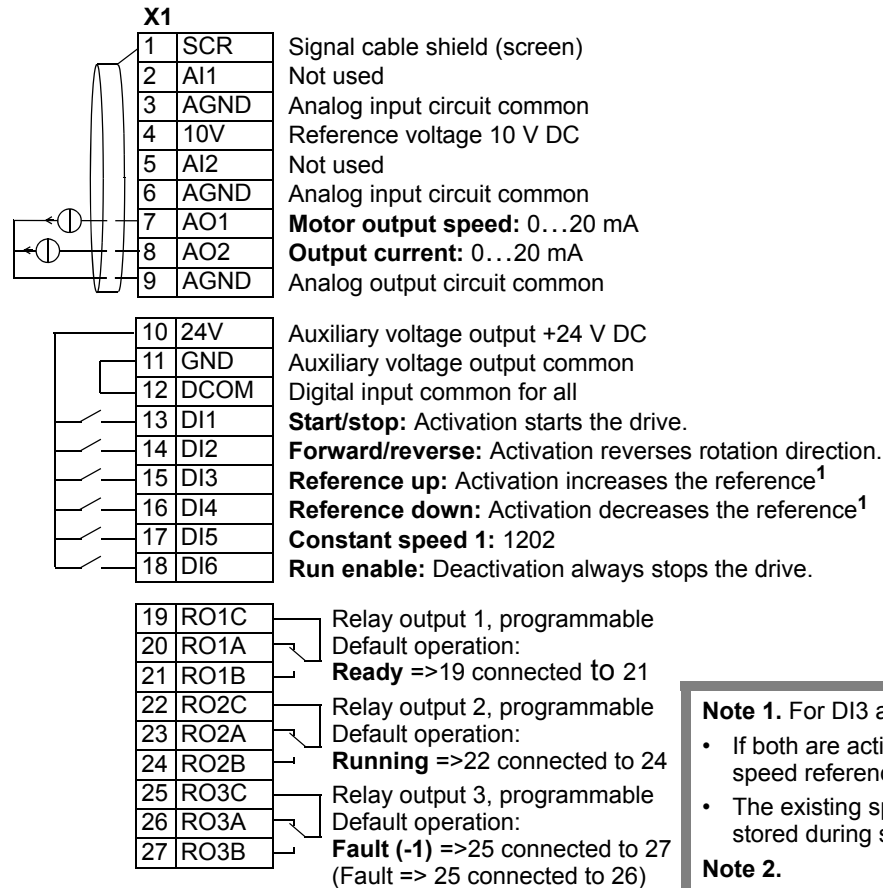 X1
1 SCR Signal cable shield (screen)
2 AI1 Not used
3 AGND Analog input circuit common
4 10V Reference voltage 10 V DC
5 AI2 Not used
6 AGND Analog input circuit common
7 AO1 Motor output speed: 0…20 mA
8 AO2 Output current: 0…20 mA
9 AGND Analog output circuit common
10 24V Auxiliary voltage output +24 V DC
11 GND Auxiliary voltage output common
12 DCOM Digital input common for all
13 DI1 Start/stop: Activation starts the drive.
14 DI2 Forward/reverse: Activation reverses rotation direction.
15 DI3 Reference up: Activation increases the reference1
16 DI4 Reference down: Activation decreases the reference1
17 DI5 Constant speed 1: 1202
18 DI6 Run enable: Deactivation always stops the drive.
19 RO1C Relay output 1, programmable
20 RO1A Default operation:
21 RO1B Ready =>19 connected to 21
22 RO2C Relay output 2, programmable
23 RO2A Default operation:
24 RO2B Running =>22 connected to 24
25 RO3C Relay output 3, programmable
26 RO3A Default operation:
27 RO3B Fault (-1) =>25 connected to 27
(Fault => 25 connected to 26)
Note 1. For DI3
• If both are
speed
• The existing
stored during
Note 2.